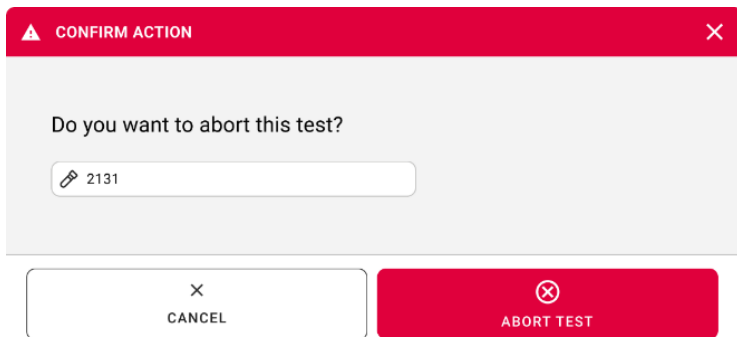 CONFIRM ACTION
Do you want to abort this test?
2131
CANCEL
ABORT TEST